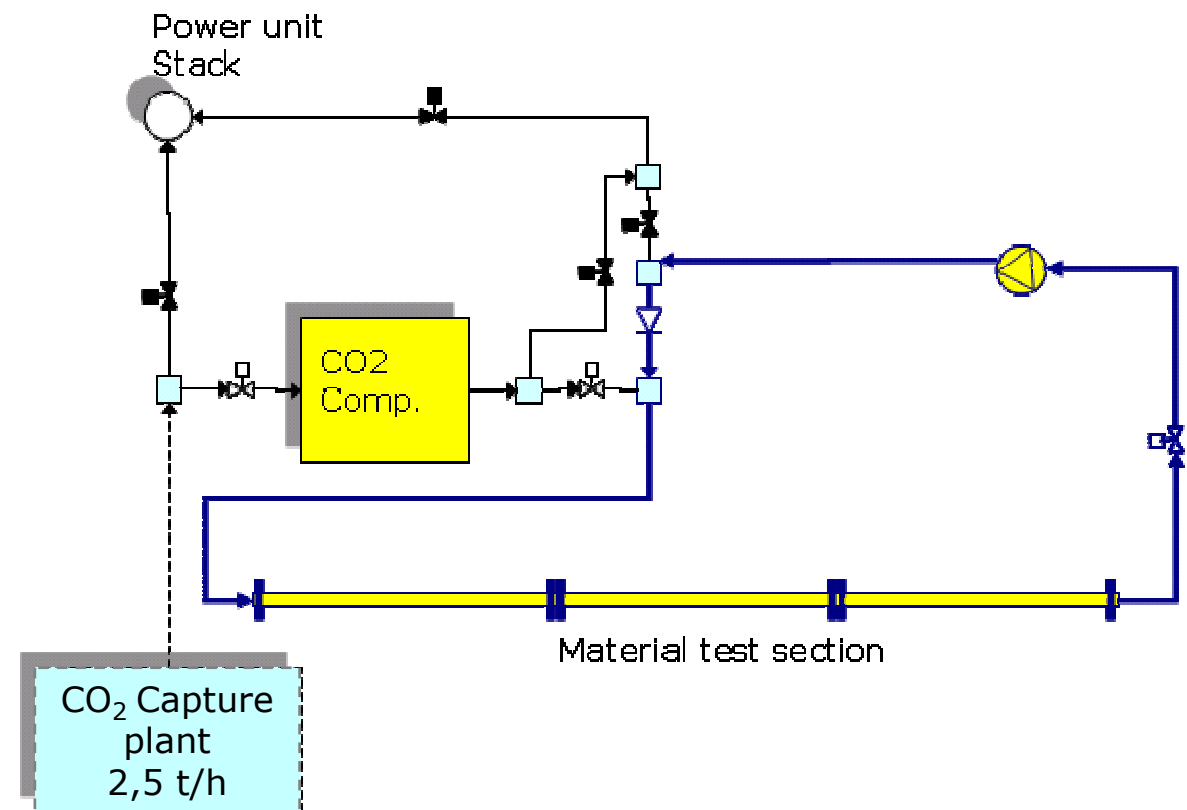 Power unit
Stack
CO2
Comp.
Material test section
CO₂ Capture
plant
2,5 t/h